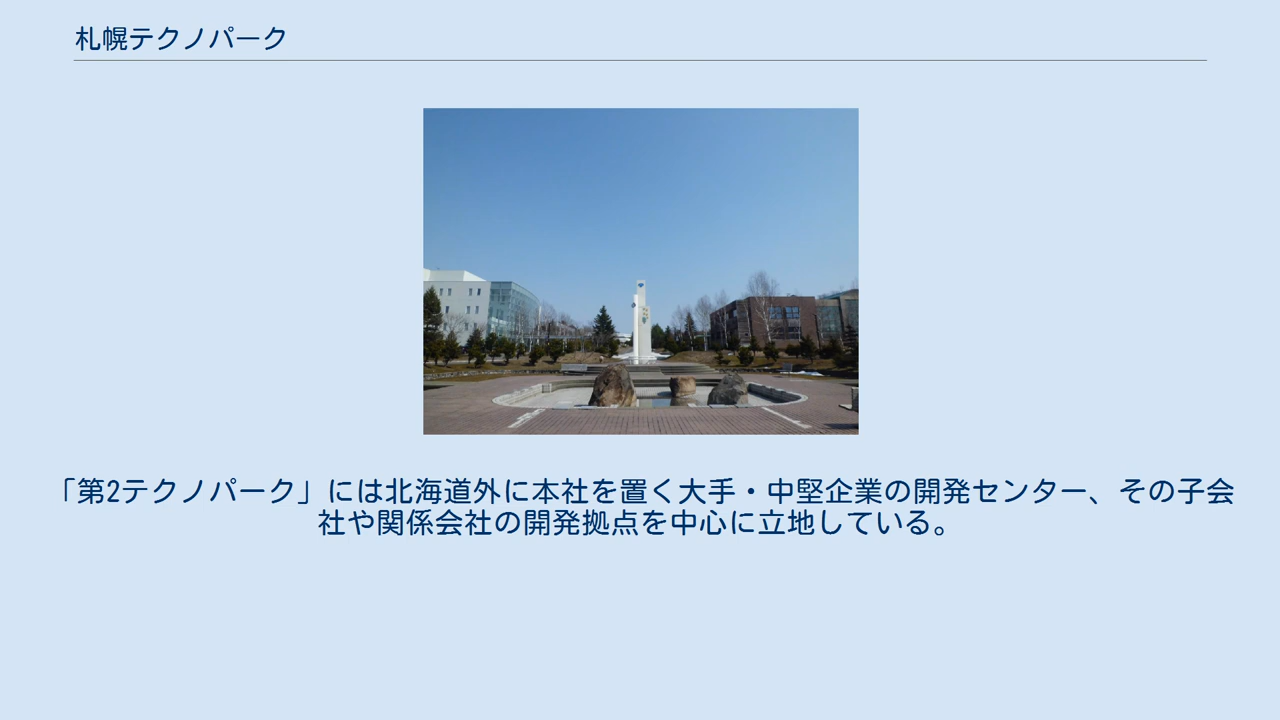 札幌テクノパーク
「第2テクノパーク」には北海道外に本社を置く大手・中堅企業の開発センター、その子会
社や関係会社の開発拠点を中心に立地している。